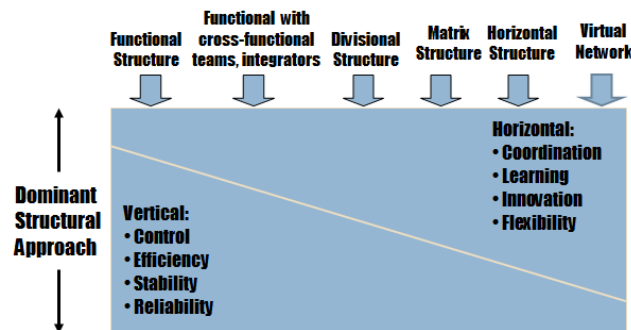 Functional
Structure
Functional with
cross-functional
teams, integrators
Divisional
Structure
Matrix
Structure
Horizontal
Structure
Virtual
Network
Dominant
Structural
Approach
Horizontal:
• Coordination
• Learning
• Innovation
• Flexibility
Vertical:
• Control
• Efficiency
• Stability
• Reliability